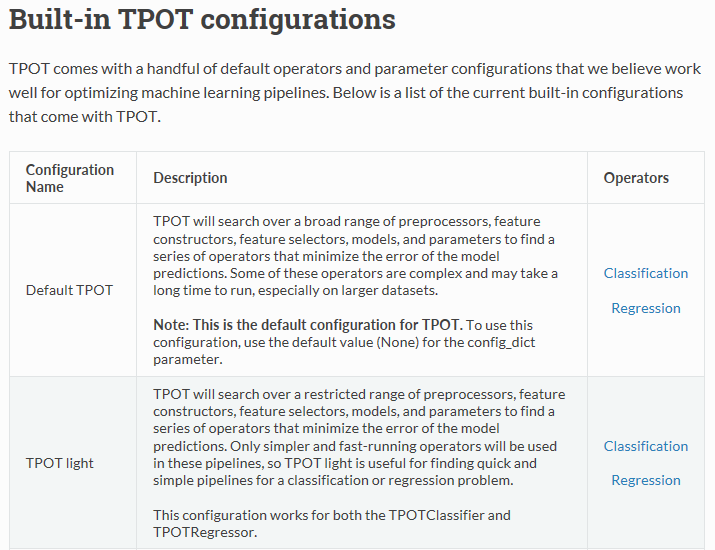 Built-in TPOT configurations
TPOT comes with a handful of default operators and parameter configurations that we believe work
well for optimizing machine learning pipelines. Below is a list of the current built-in configurations
that come with TPOT.
Configuration
Name
Description
Operators
Default TPOT
TPOT will search over a broad range of preprocessors, feature
constructors, feature selectors, models, and parameters to find a
series of operators that minimize the error of the model
predictions. Some of these operators are complex and may take a
long time to run, especially on larger datasets.
Note: This is the default configuration for TPOT. To use this
configuration, use the default value (None) for the config_dict
parameter.
Classification
Regression
TPOT light
TPOT will search over a restricted range of preprocessors, feature
constructors, feature selectors, models, and parameters to find a
series of operators that minimize the error of the model
predictions. Only simpler and fast-running operators will be used
in these pipelines, so TPOT light is useful for finding quick and
simple pipelines for a classification or regression problem.
This configuration works for both the TPOTClassifier and
TPOTRegressor.
Classification
Regression